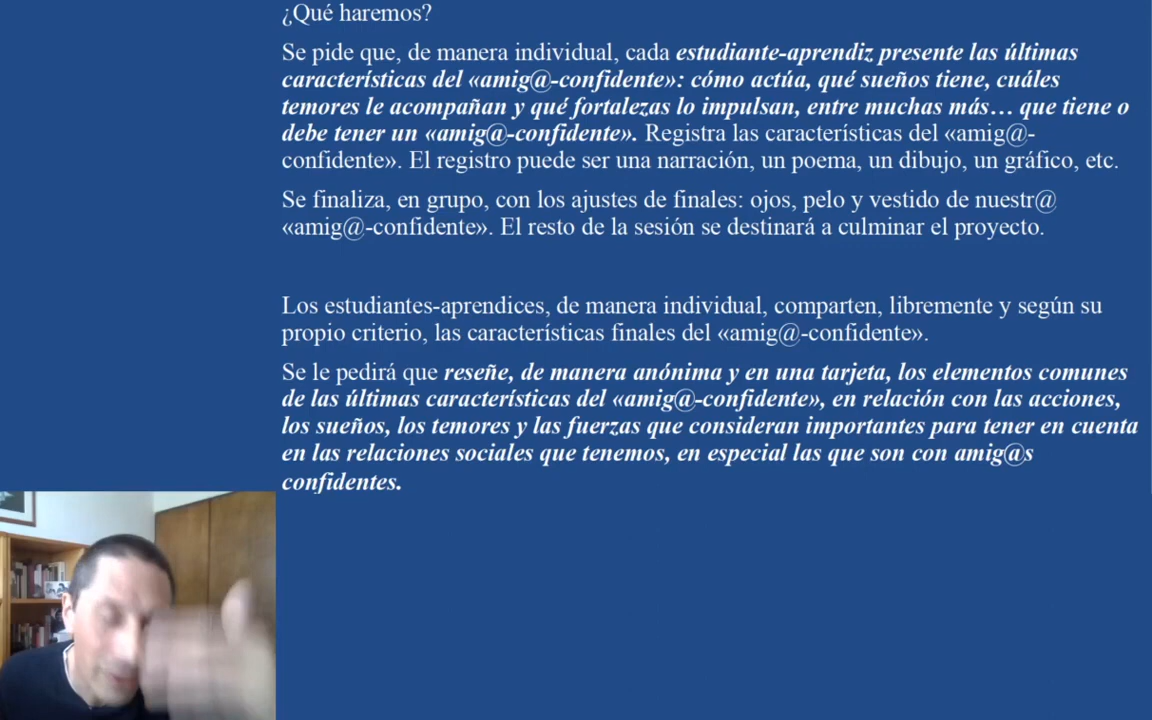 ¿Qué haremos?
Se pide que, de manera individual, cada estudiante-aprendiz presente las últimas
características del «amig@-confidente»: cómo actúa, qué sueños tiene, cuáles
temores le acompañan y qué fortalezas lo impulsan, entre muchas más… que tiene o
debe tener un «amig@-confidente». Registra las características del «amig@-
confidente». El registro puede ser una narración, un poema, un dibujo, un gráfico, etc.
Se finaliza, en grupo, con los ajustes de finales: ojos, pelo y vestido de nuestr@
«amig@-confidente». El resto de la sesión se destinará a culminar el proyecto.
Los estudiantes-aprendices, de manera individual, comparten, libremente y según su
propio criterio, las características finales del «amig@-confidente».
Se le pedirá que reseñe, de manera anónima y en una tarjeta, los elementos comunes
de las últimas características del «amig@-confidente», en relación con las acciones,
los sueños, los temores y las fuerzas que consideran importantes para tener en cuenta
en las relaciones sociales que tenemos, en especial las que son con amig@s
confidentes.